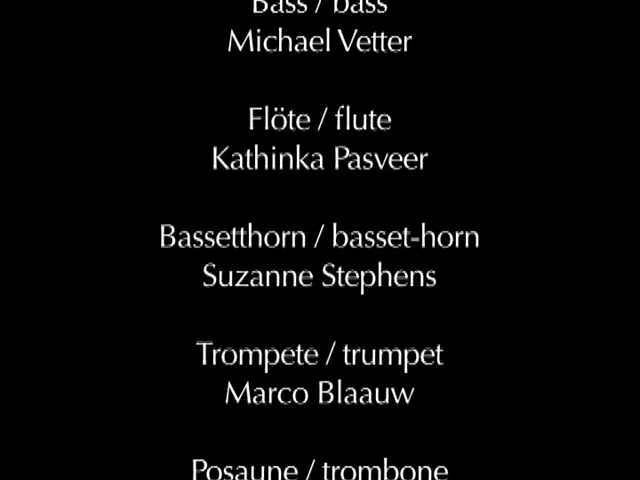 Bass / bass
Michael Vetter
Flöte / flute
Kathinka Pasveer
Bassetthorn / basset-horn
Suzanne Stephens
Trompete / trumpet
Marco Blaauw
Posaune / trombone